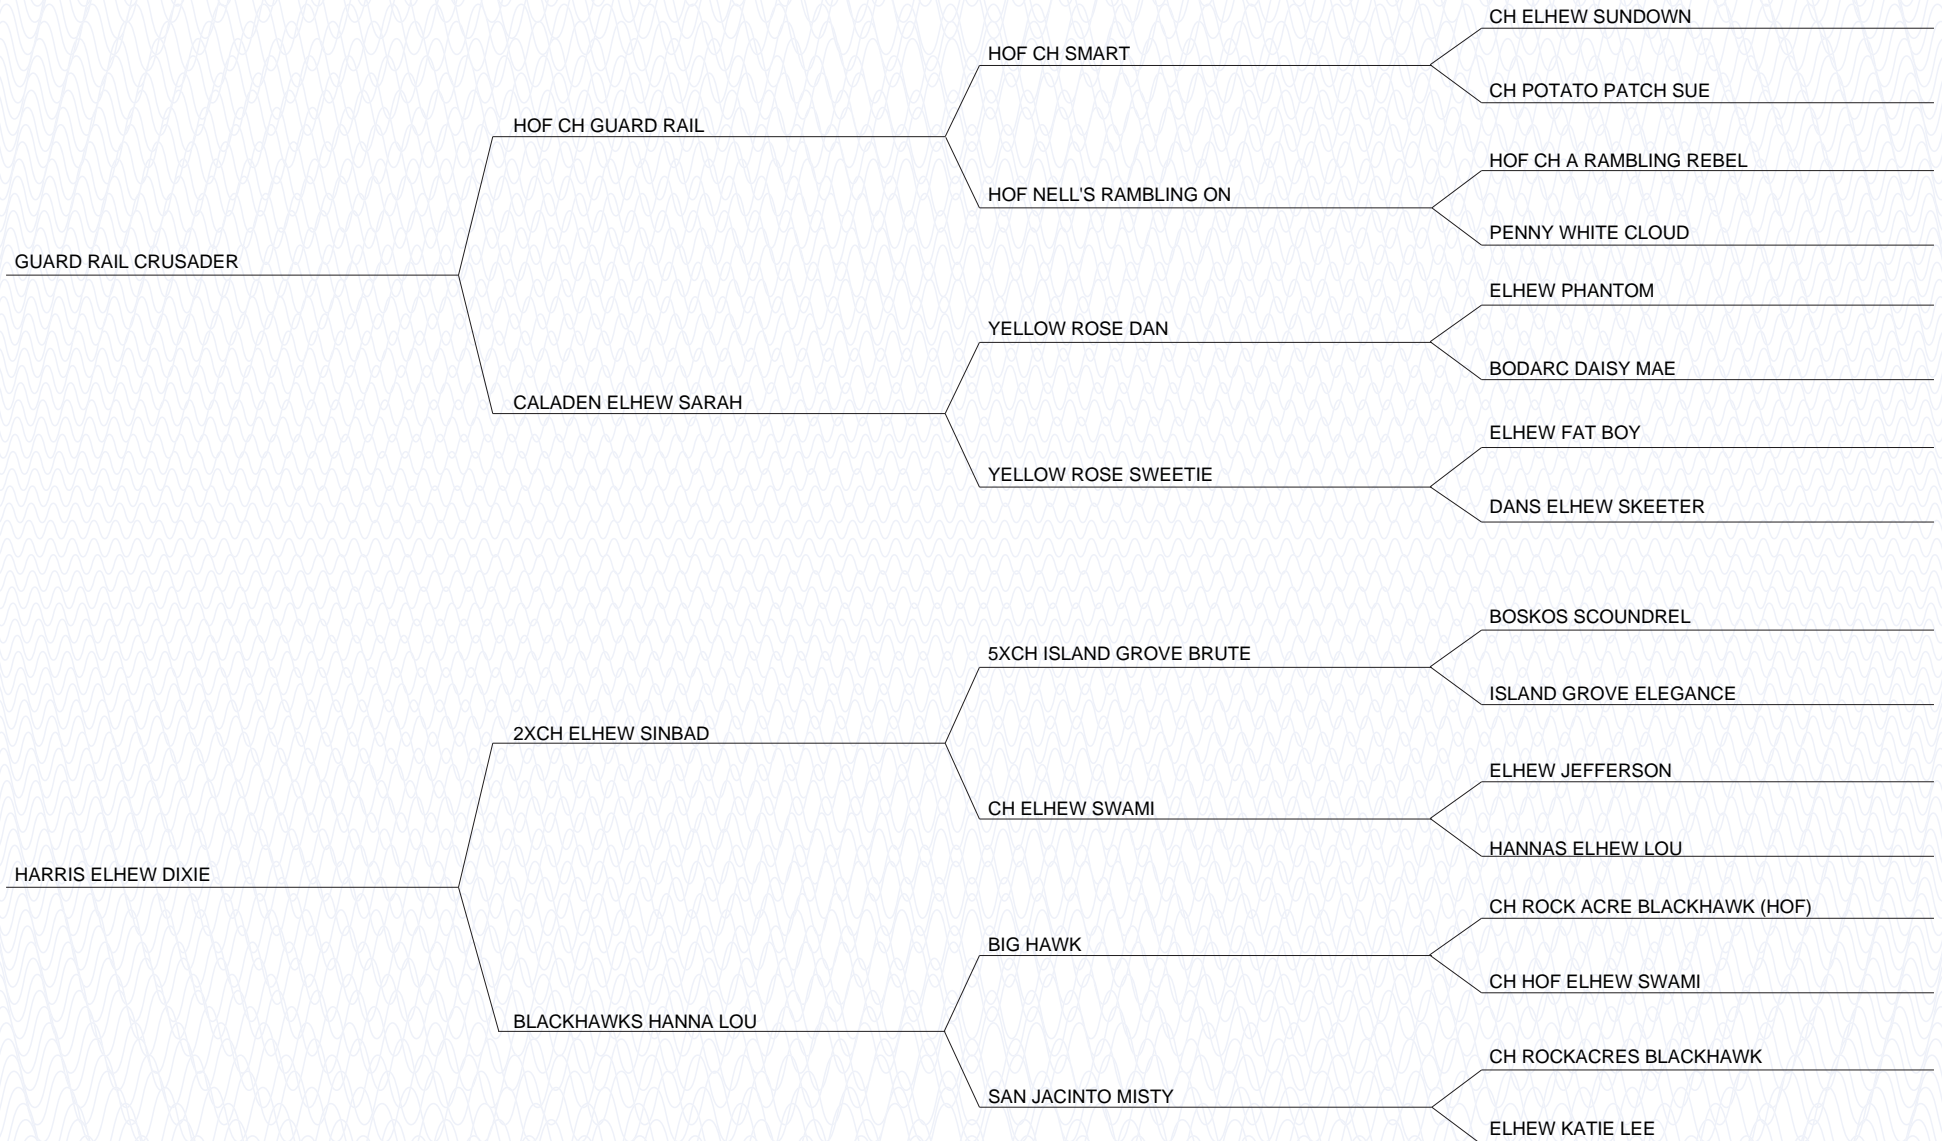 CH ELHEW SUNDOWN
HOF CH SMART
CH POTATO PATCH SUE
HOF CH GUARD RAIL
HOF CH A RAMBLING REBEL
HOF NELL'S RAMBLING ON
PENNY WHITE CLOUD
GUARD RAIL CRUSADER
ELHEW PHANTOM
YELLOW ROSE DAN
BODARC DAISY MAE
CALADEN ELHEW SARAH
ELHEW FAT BOY
YELLOW ROSE SWEETIE
DANS ELHEW SKEETER
BOSKOS SCOUNDREL
5XCH ISLAND GROVE BRUTE
ISLAND GROVE ELEGANCE
2XCH ELHEW SINBAD
ELHEW JEFFERSON
CH ELHEW SWAMI
HANNAS ELHEW LOU
HARRIS ELHEW DIXIE
CH ROCK ACRE BLACKHAWK (HOF)
BIG HAWK
CH HOF ELHEW SWAMI
BLACKHAWKS HANNA LOU
CH ROCKACRES BLACKHAWK
SAN JACINTO MISTY
ELHEW KATIE LEE